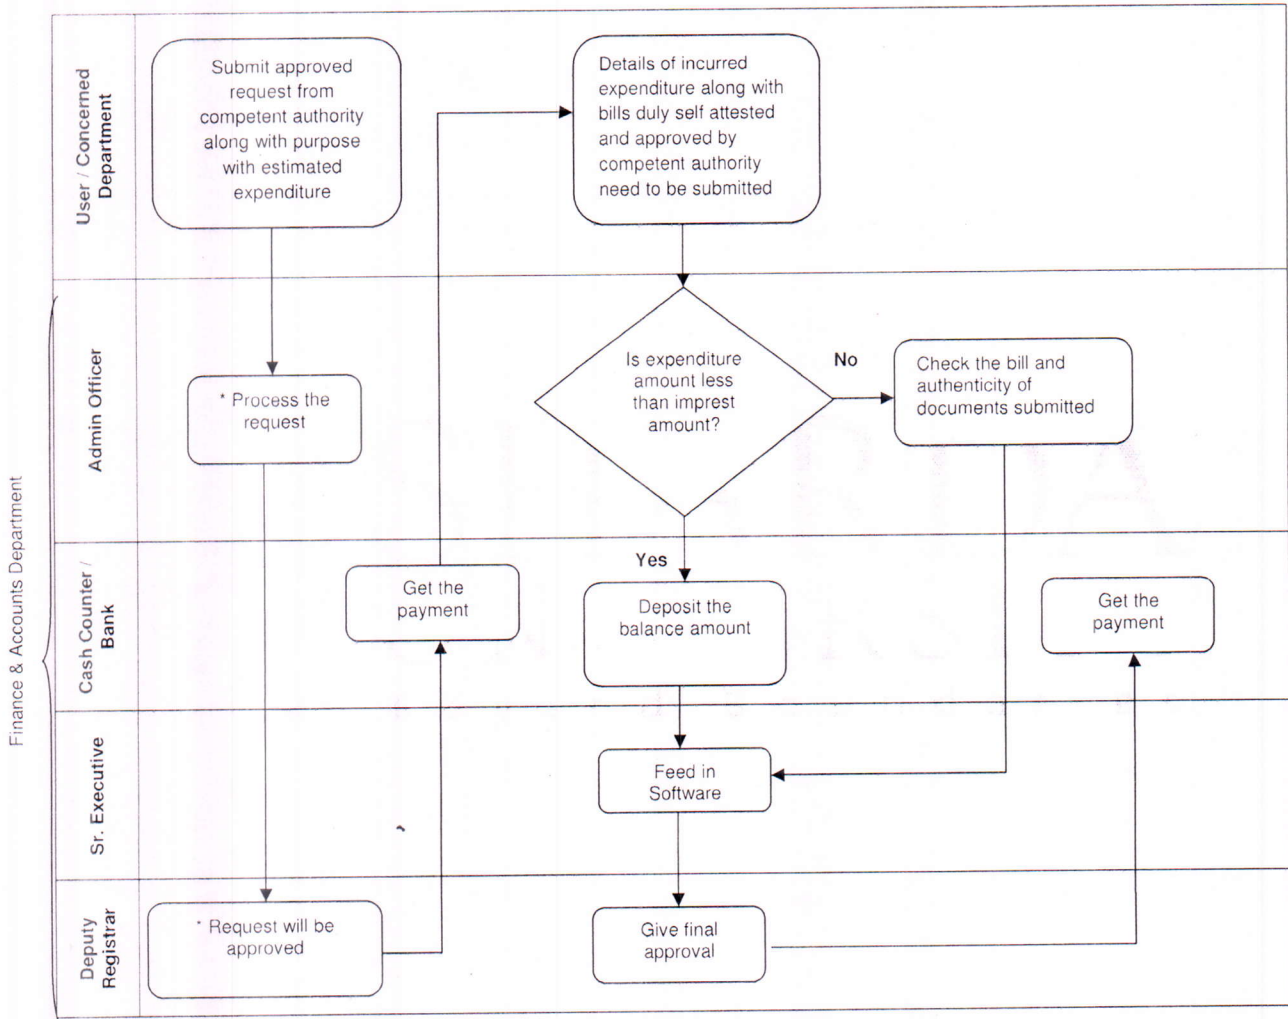 Finance & Accounts Department
User / Concerned
Department
Submit approved
request from
competent authority
along with purpose
with estimated
expenditure
Details of incurred
expenditure along with
bills duly self attested
and approved by
competent authority
need to be submitted
Admin Officer
* Process the
request
Is expenditure
amount less
than imprest
amount?
No
Check the bill and
authenticity of
documents submitted
Cash Counter /
Bank
Get the
payment
Yes
Deposit the
balance amount
Get the
payment
Sr. Executive
Feed in
Software
Deputy
Registrar
* Request will be
approved
Give final
approval